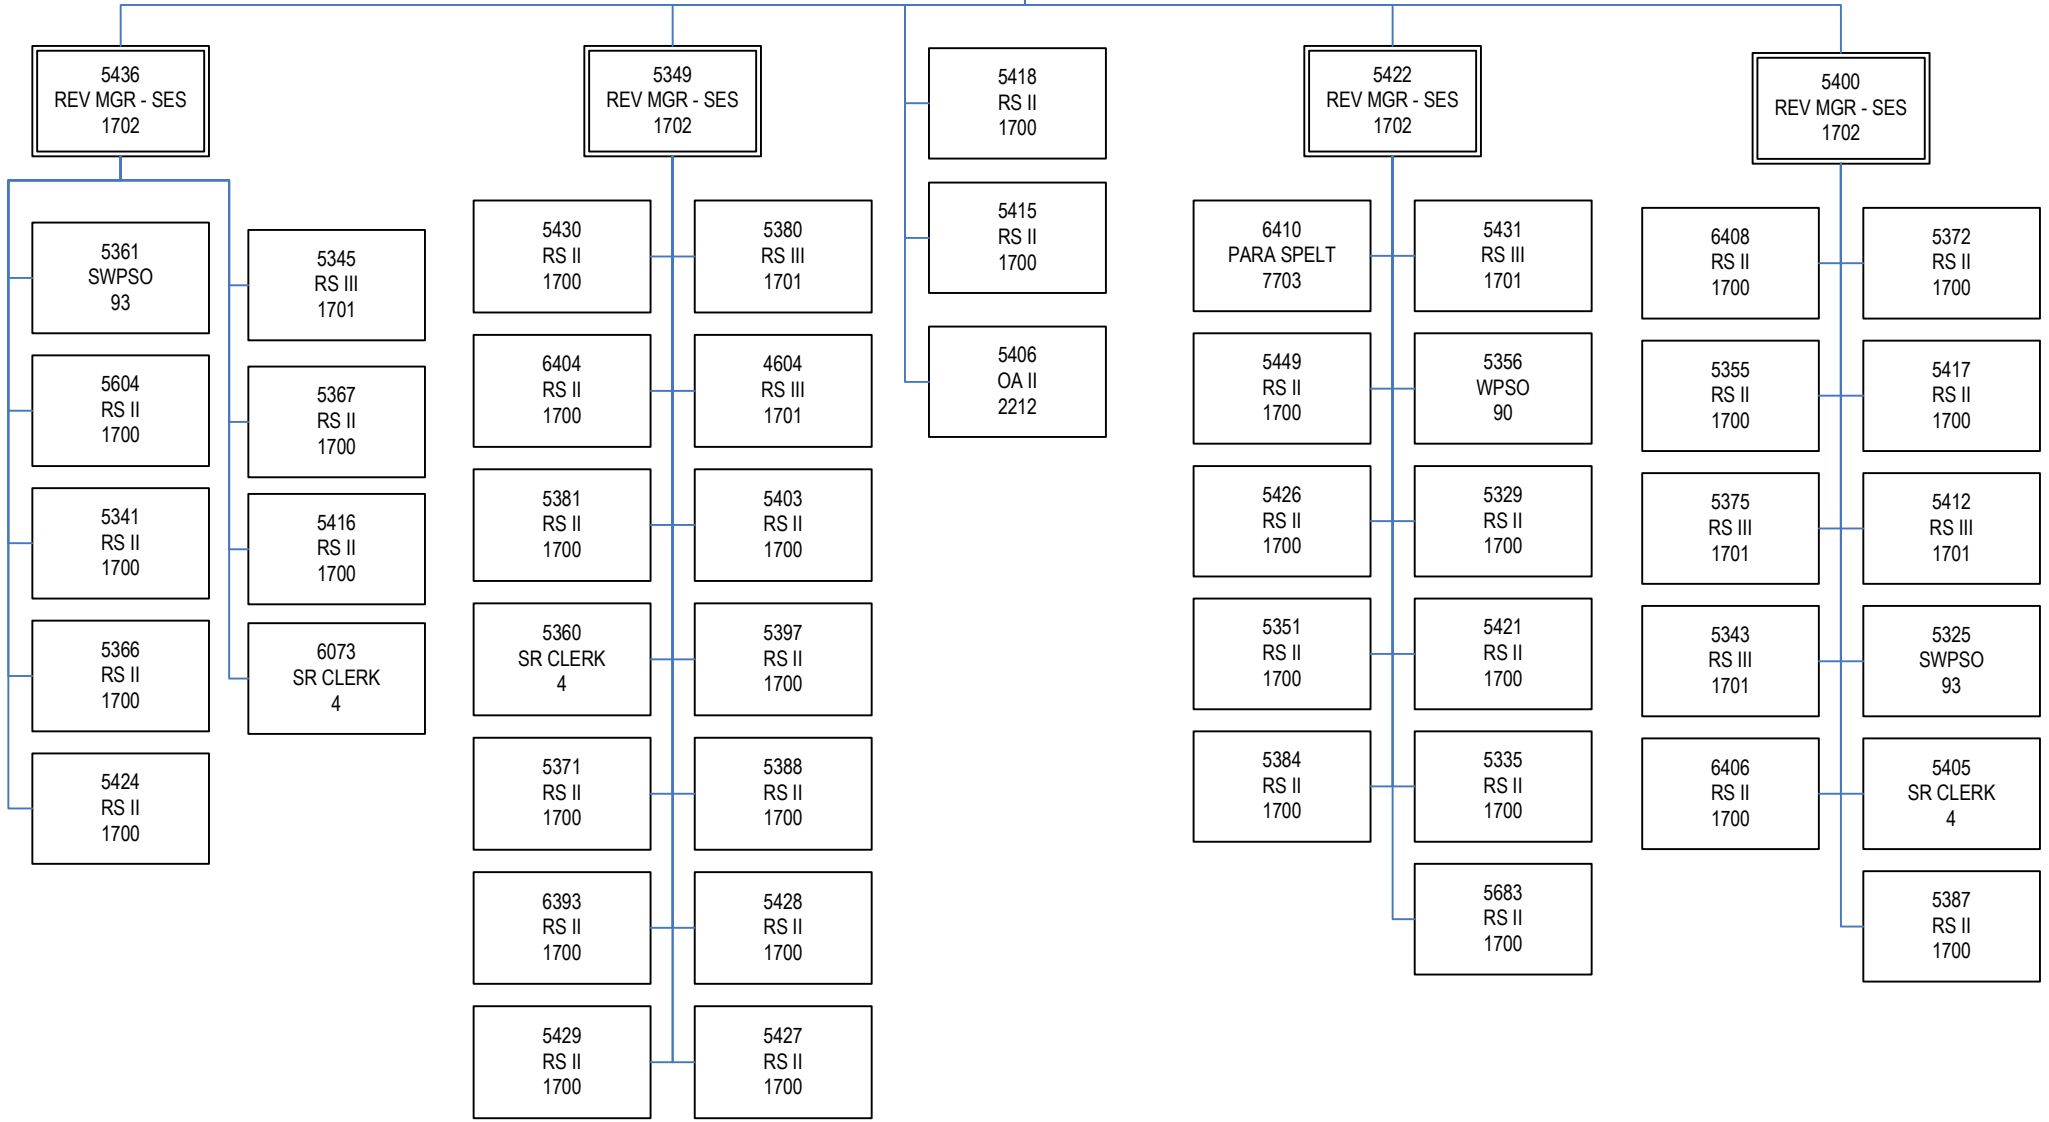 5436
REV MGR - SES
1702
5361
SWPSO
93
5604
RS II
1700
5341
RS II
1700
5366
RS II
1700
5424
RS II
1700
5345
RS III
1701
5367
RS II
1700
5416
RS II
1700
6073
SR CLERK
4
5349
REV MGR - SES
1702
5430
RS II
1700
5380
RS III
1701
6404
RS II
1700
4604
RS III
1701
5381
RS II
1700
5403
RS II
1700
5360
SR CLERK
4
5397
RS II
1700
5371
RS II
1700
5388
RS II
1700
6393
RS II
1700
5428
RS II
1700
5429
RS II
1700
5427
RS II
1700
5418
RS II
1700
5415
RS II
1700
5406
OA II
2212
5422
REV MGR - SES
1702
6410
PARA SPELT
7703
5431
RS III
1701
5449
RS II
1700
5356
WPSO
90
5426
RS II
1700
5329
RS II
1700
5351
RS II
1700
5421
RS II
1700
5384
RS II
1700
5335
RS II
1700
5683
RS II
1700
5400
REV MGR - SES
1702
6408
RS II
1700
5372
RS II
1700
5355
RS II
1700
5417
RS II
1700
5375
RS III
1701
5412
RS III
1701
5343
RS III
1701
5325
SWPSO
93
6406
RS II
1700
5405
SR CLERK
4
5387
RS II
1700